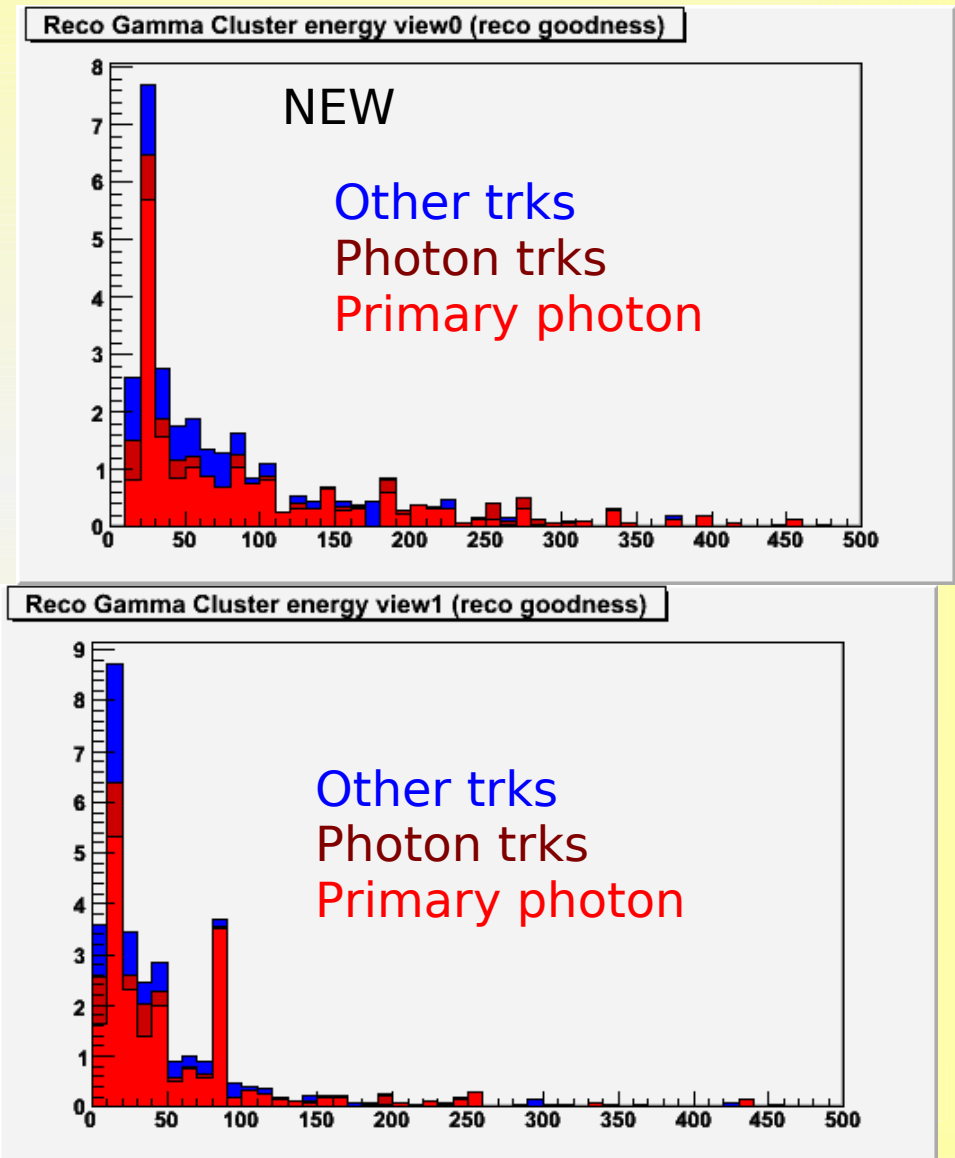 Reco Gamma Cluster energy view0 (reco goodness)
8
NEW
7
6
Other trks
5
Photon trks
4
Primary photon
3
2
1
0
0 50 100 150 200 250 300 350 400 450 500
Reco Gamma Cluster energy view1 (reco goodness)
9
8
7
Other trks
6
Photon trks
5
Primary photon
4
3
2
1
0
0 50 100 150 200 250 300 350 400 450 500